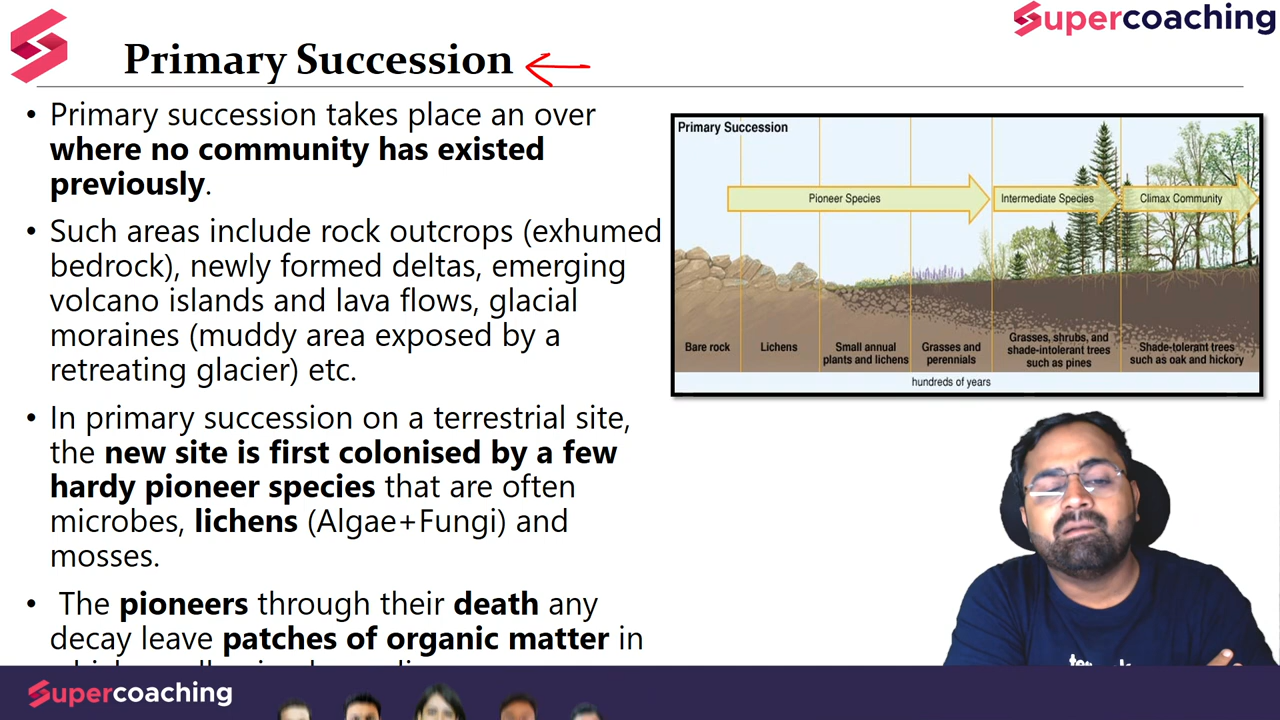 Supercoaching
Primary Succession
• Primary succession takes place an over
where no community has existed
previously.
• Such areas include rock outcrops (exhumed
bedrock), newly formed deltas, emerging
volcano islands and lava flows, glacial
moraines (muddy area exposed by a
retreating glacier) etc.
• In primary succession on a terrestrial site,
the new site is first colonised by a few
hardy pioneer species that are often
microbes, lichens (Algae+Fungi) and
mosses.
• The pioneers through their death any
decay leave patches of organic matter in
Primary Succession
Pioneer Species
Intermediate Species
Climax Community
Bare rock
Lichens
Small annual
plants and lichens
Grasses and
perennials
Grasses, shrubs, and
shade-intolerant trees
such as pines
Shade-tolerant trees
such as oak and hickory
hundreds of years
Supercoaching